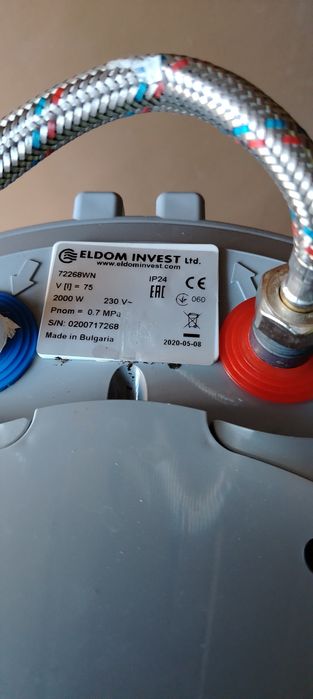 ELDOM INVEST Ltd.
www.eldominvest.com
72268WN IP24
V [l] = 75 EAC CE
2000 W 230 V~ 060
Pnom = 0.7 MPa
S/N: 0200717268
Made in Bulgaria 2020-05-08